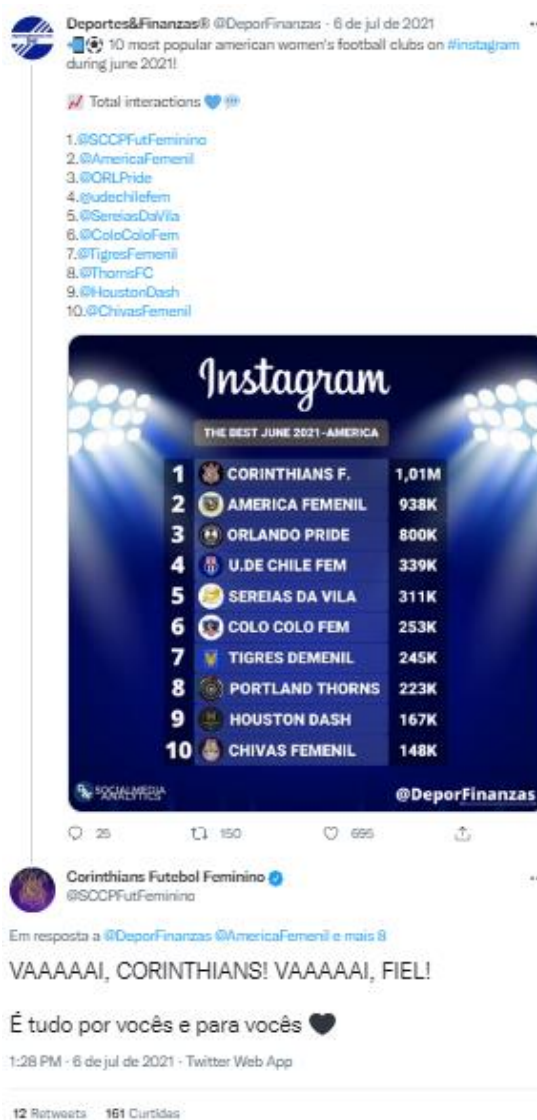 Deportes&Finanzas® @DeporFinanzas · 6 de jul de 2021
10 most popular american women's football clubs on #instagram
during june 2021!
Total interactions
1.@SCCPFutFeminino
2.@AmericaFemenil
3.@ORLPride
4.@udechilefem
5.@SereiasDaVila
6.@ColoColoFem
7.@TigresFemenil
8.@ThornsFC
9.@HoustonDash
10.@ChivasFemenil
Instagram
THE BEST JUNE 2021-AMERICA
1 CORINTHIANS F. 1,01M
2 AMERICA FEMENIL 938K
3 ORLANDO PRIDE 800K
4 U.DE CHILE FEM 339K
5 SEREIAS DA VILA 311K
6 COLO COLO FEM 253K
7 TIGRES DEMENIL 245K
8 PORTLAND THORNS 223K
9 HOUSTON DASH 167K
10 CHIVAS FEMENIL 148K
SOCIALMEDIA
ANALYTICS
@DeporFinanzas
25 150 695
Corinthians Futebol Feminino
@SCCPFutFeminino
Em resposta a @DeporFinanzas @AmericaFemenil e mais 8
VAAAAAI, CORINTHIANS! VAAAAAI, FIEL!
É tudo por vocês e para vocês 🖤
1:28 PM · 6 de jul de 2021 · Twitter Web App
12 Retweets 161 Curtidas